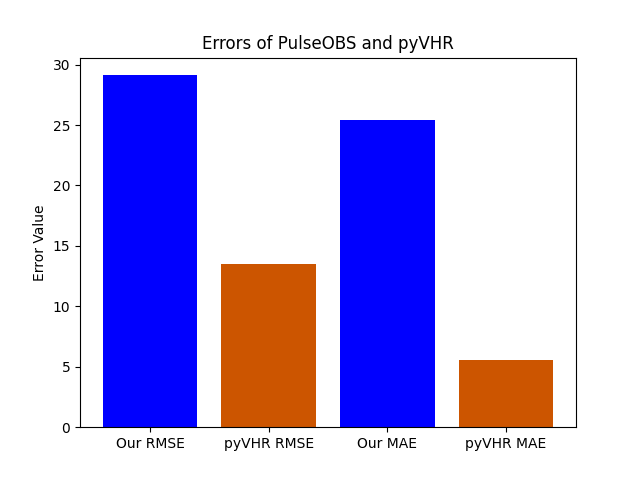 Errors of PulseOBS and pyVHR
Error Value
30
25
20
15
10
5
0
Our RMSE
pyVHR RMSE
Our MAE
pyVHR MAE